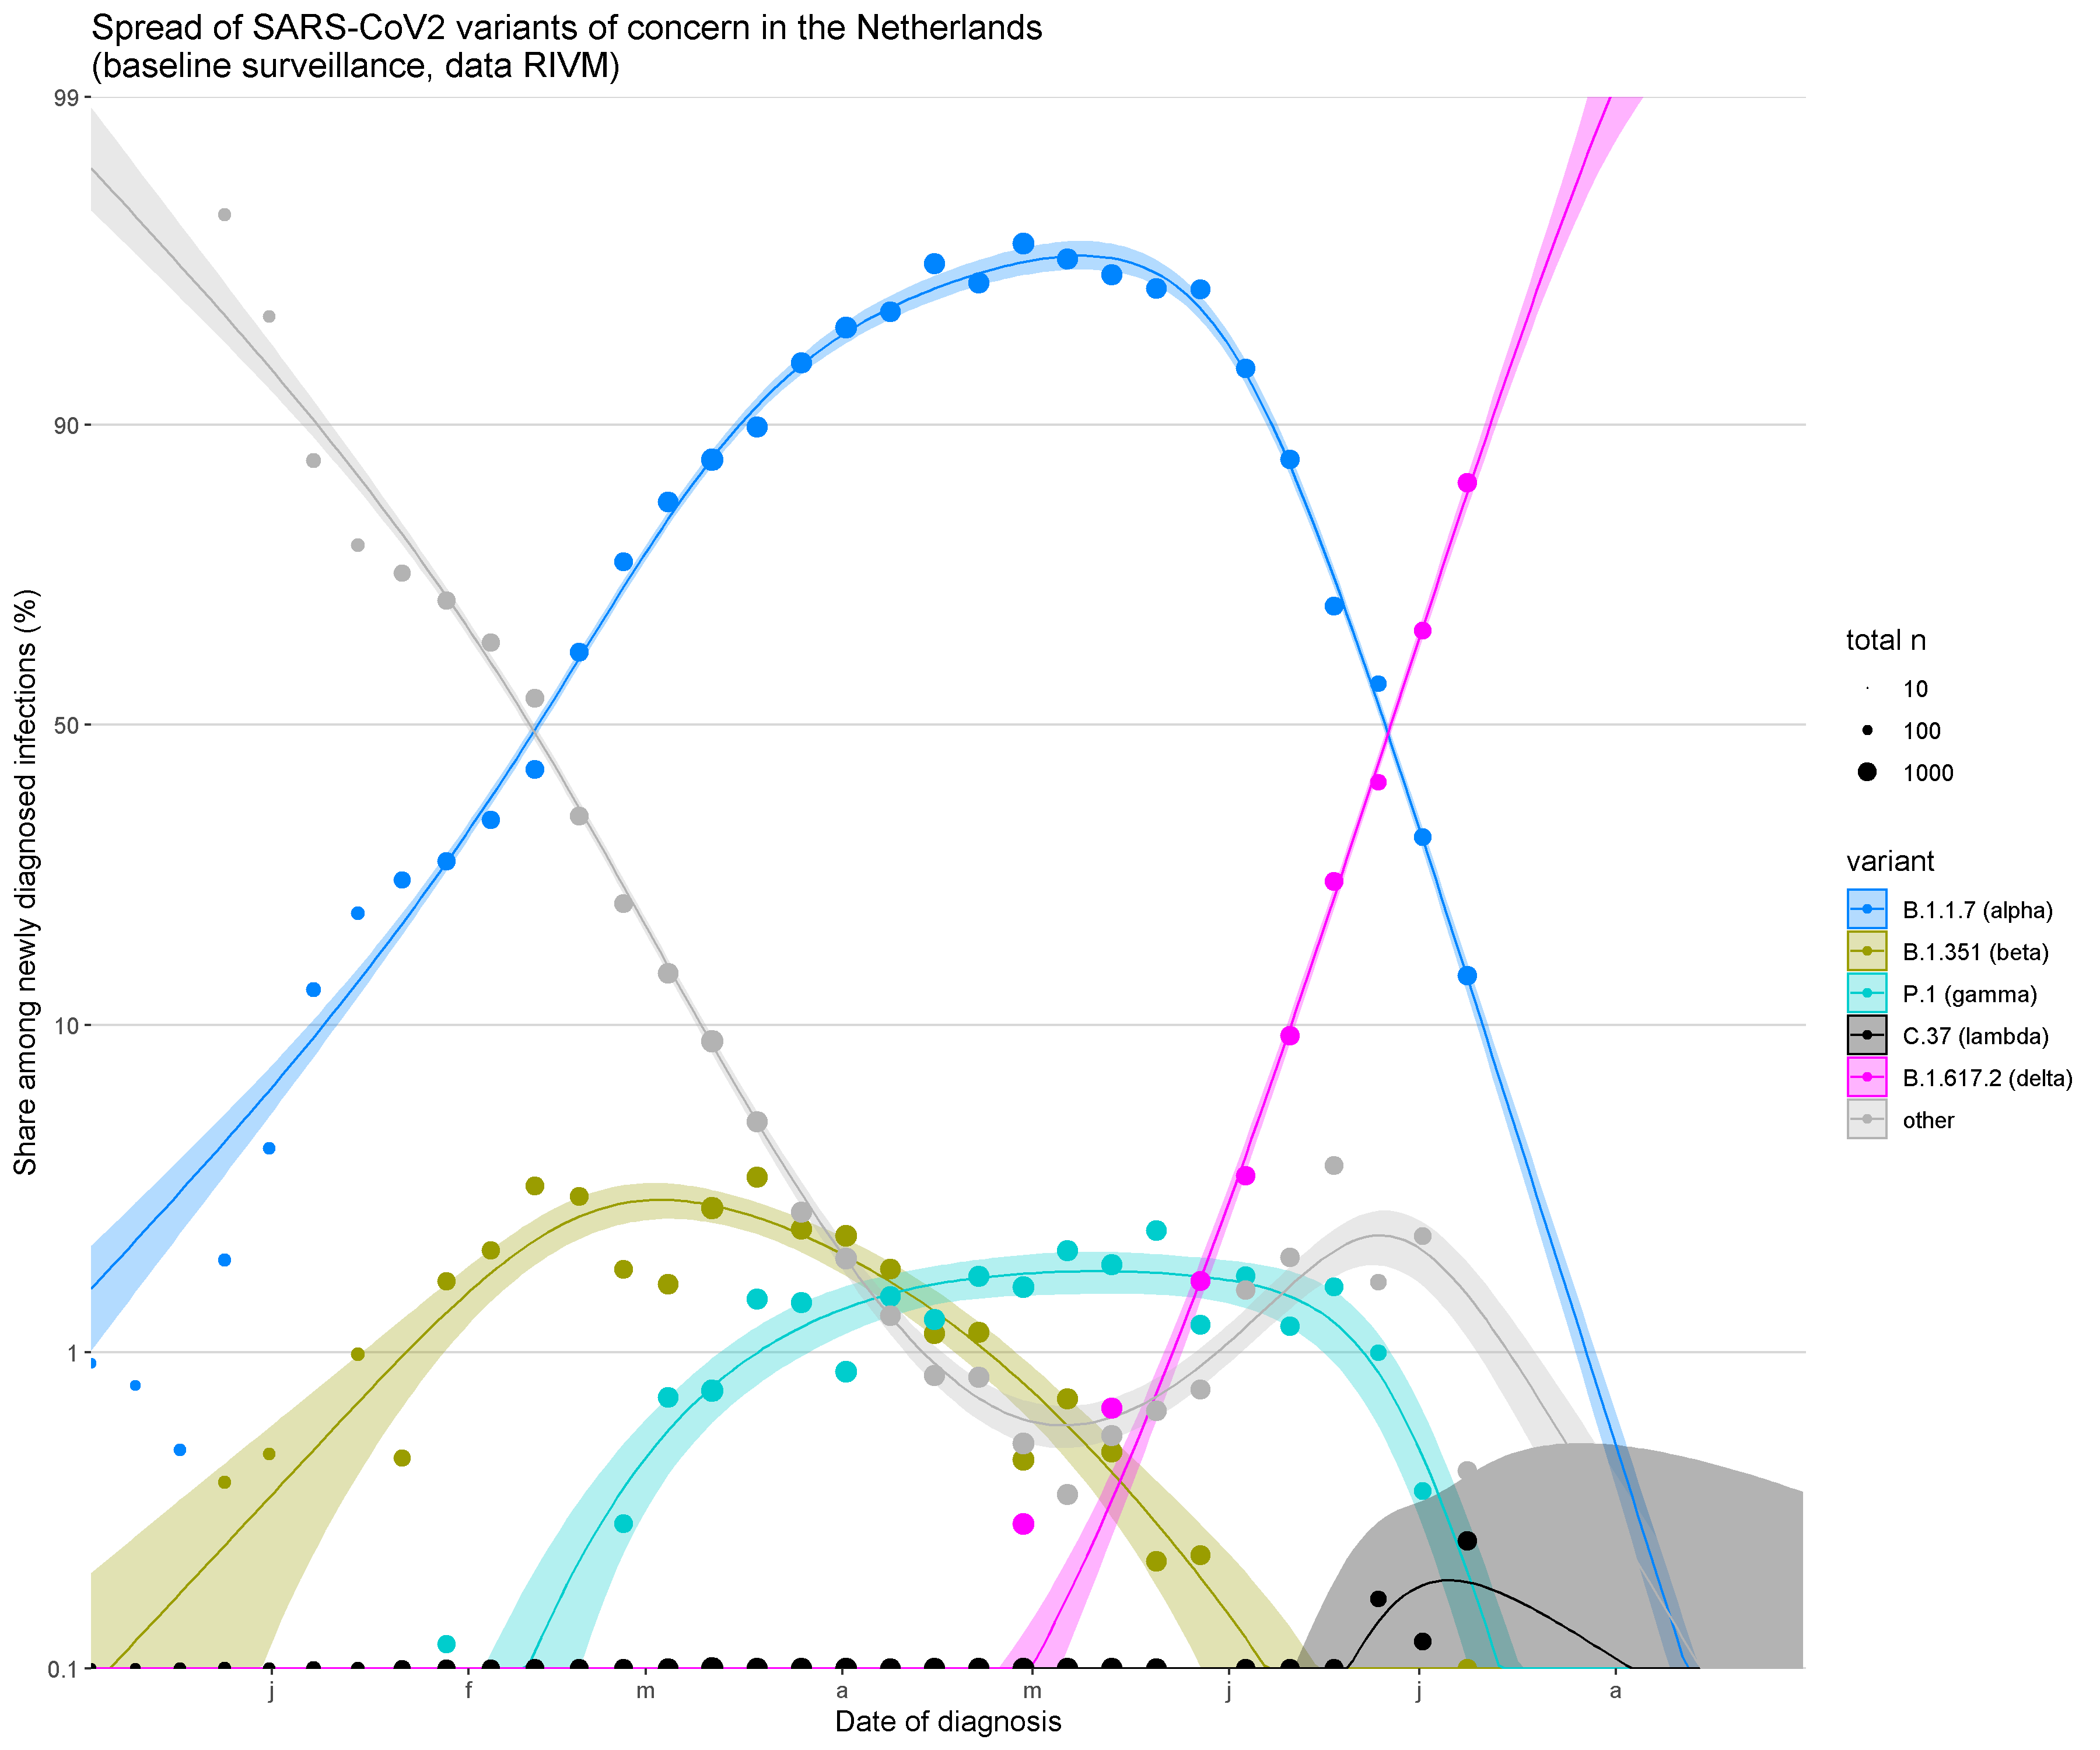 Spread of SARS-CoV2 variants of concern in the Netherlands
(baseline surveillance, data RIVM)
Share among newly diagnosed infections (%)
99
90
50
10
1
0.1
j
f
m
a
m
j
j
a
Date of diagnosis
total n
10
100
1000
variant
B.1.1.7 (alpha)
B.1.351 (beta)
P.1 (gamma)
C.37 (lambda)
B.1.617.2 (delta)
other